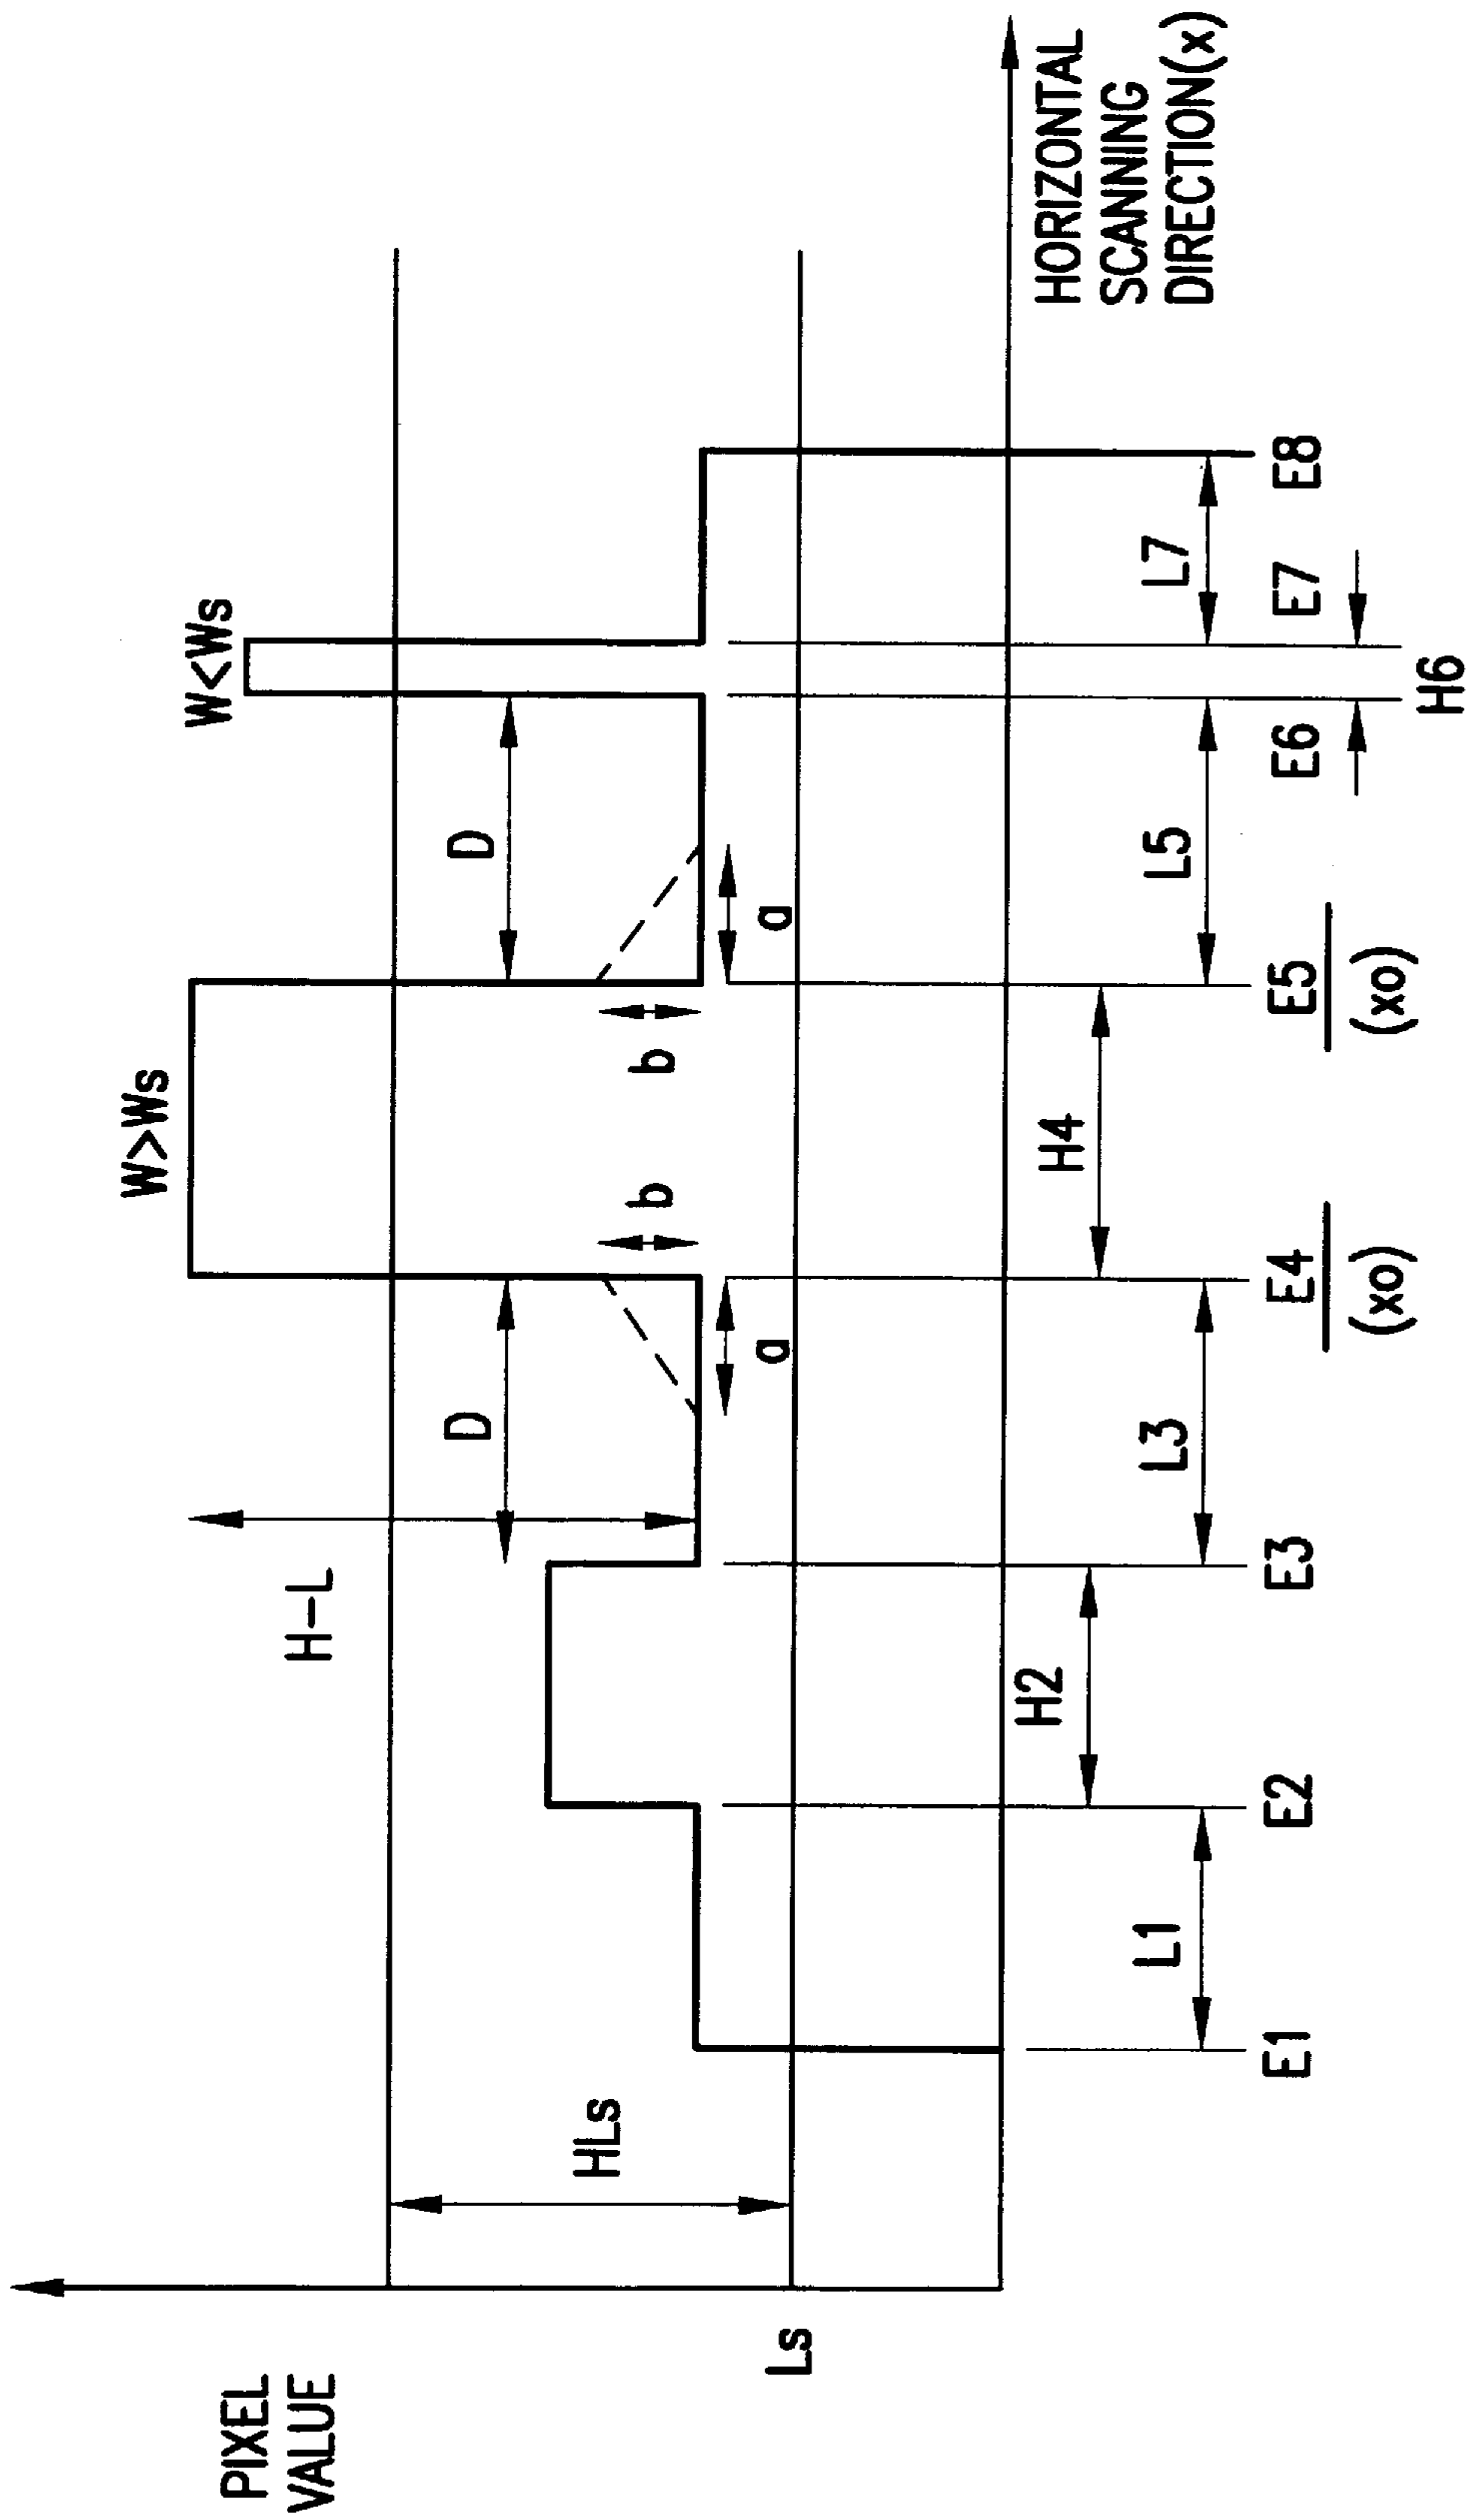 PIXEL
VALUE
W>Ws
W<Ws
H-L
D
D
HLs
b
b
a
a
Ls
H2
H4
HORIZONTAL
SCANNING
DIRECTION(x)
L1
L3
L5
L7
E1
E2
E3
E4
(xo)
E5
(xo)
E6
E7
E8
H6